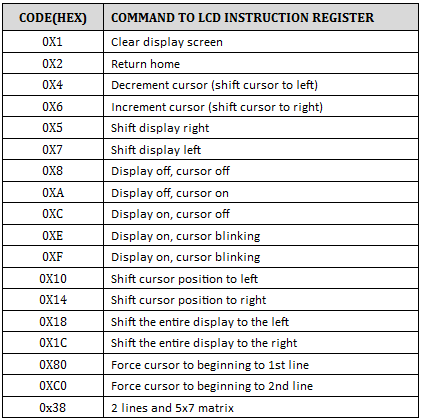 CODE(HEX) COMMAND TO LCD INSTRUCTION REGISTER
0X1 Clear display screen
0X2 Return home
0X4 Decrement cursor (shift cursor to left)
0X6 Increment cursor (shift cursor to right)
0X5 Shift display right
0X7 Shift display left
0X8 Display off, cursor off
0XA Display off, cursor on
0XC Display on, cursor off
0XE Display on, cursor blinking
0XF Display on, cursor blinking
0X10 Shift cursor position to left
0X14 Shift cursor position to right
0X18 Shift the entire display to the left
0X1C Shift the entire display to the right
0X80 Force cursor to beginning to 1st line
0XC0 Force cursor to beginning to 2nd line
0x38 2 lines and 5x7 matrix